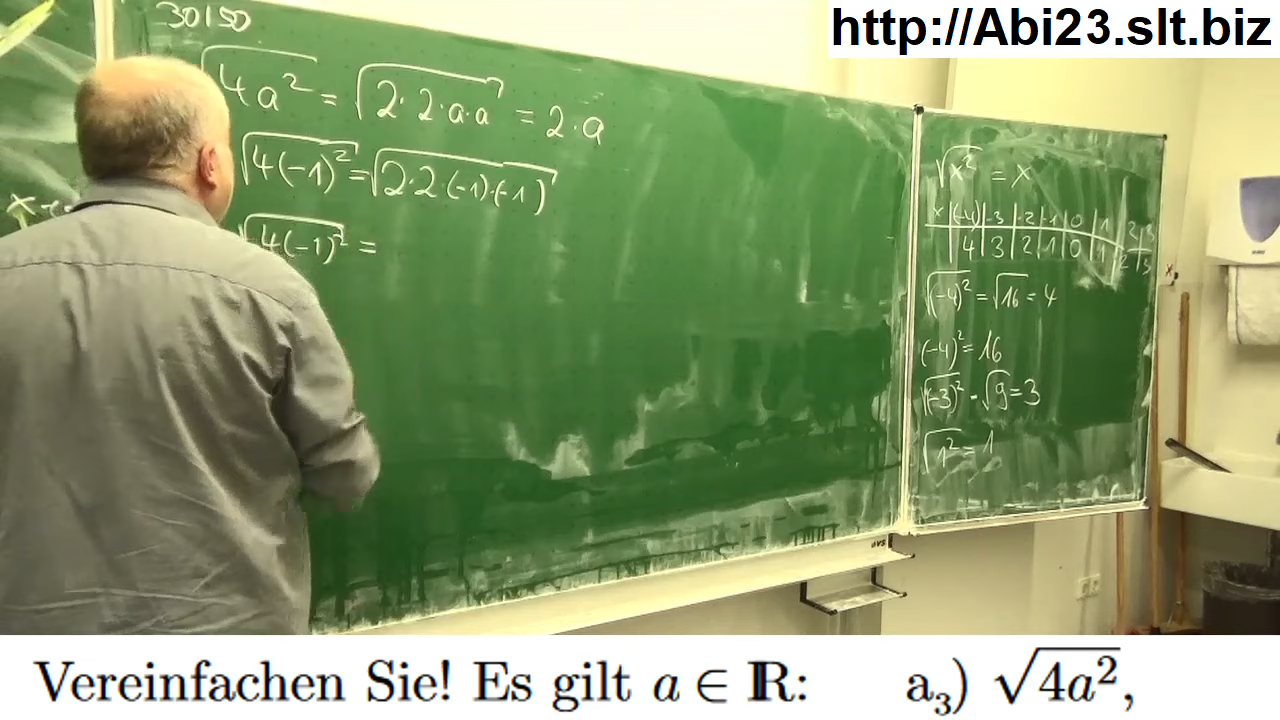 http://Abi23.slt.biz
30150
√4a² = √2·2·a·a = 2·a
√4(-1)² = √2·2·(-1)·(-1)
√4(-1)² =
√x² = x
x | (-4) | -3 | -2 | -1 | 0 | 1 | 2 | 3
4 | 3 | 2 | 1 | 0 | 1 | 2 | 3
√(-4)² = √16 = 4
(-4)² = 16
√(-3)² = √9 = 3
√1² = 1
Vereinfachen Sie! Es gilt a ∈ ℝ: a₃) √4a²,